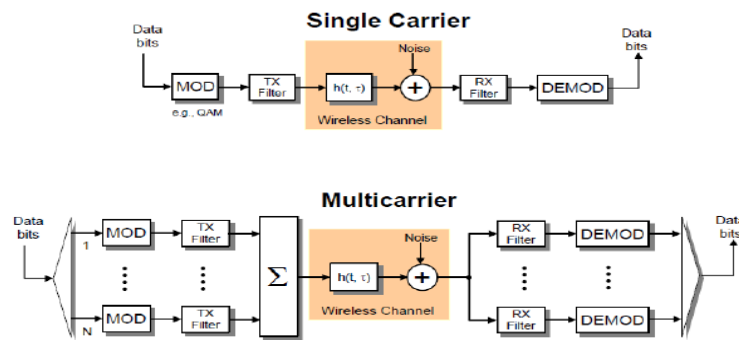 Single Carrier
Data
bits
Data
bits
Noise
MOD
TX
Filter
h(t, τ)
+
RX
Filter
DEMOD
e.g., QAM
Wireless Channel
Multicarrier
Data
bits
Data
bits
1
MOD
TX
Filter
Noise
RX
Filter
DEMOD
Σ
h(t, τ)
+
Wireless Channel
N
MOD
TX
Filter
RX
Filter
DEMOD